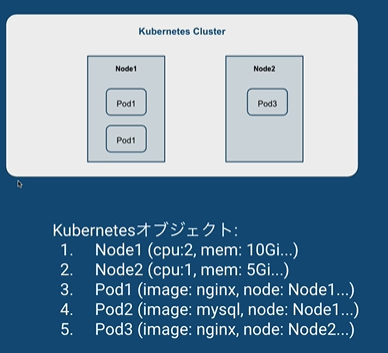 Kubernetes Cluster
Node1
Node2
Pod1
Pod3
Pod1
Kubernetesオブジェクト:
1. Node1 (cpu:2, mem: 10Gi...)
2. Node2 (cpu:1, mem: 5Gi...)
3. Pod1 (image: nginx, node: Node1...)
4. Pod2 (image: mysql, node: Node1...)
5. Pod3 (image: nginx, node: Node2...)